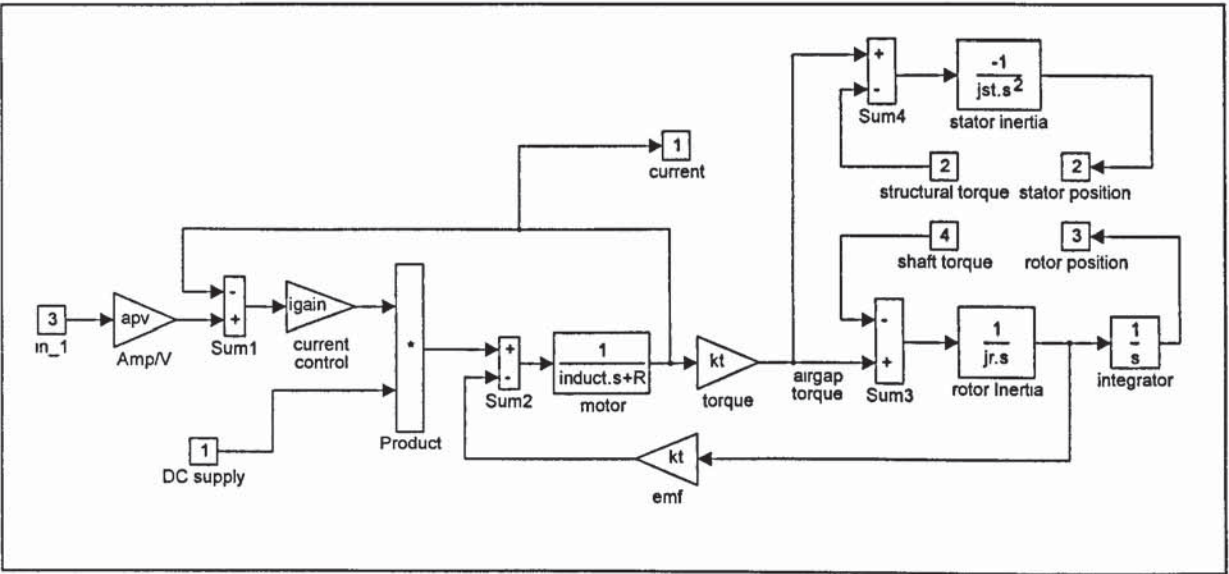 +
-
Sum4
-1
jst.s2
stator inertia
1
current
2
structural torque
2
stator position
4
shaft torque
3
rotor position
3
in_1
apv
Amp/V
-
+
Sum1
igain
current
control
*
Product
1
DC supply
+
-
Sum2
1
induct.s+R
motor
kt
torque
airgap
torque
-
+
Sum3
1
jr.s
rotor Inertia
1
s
integrator
kt
emf